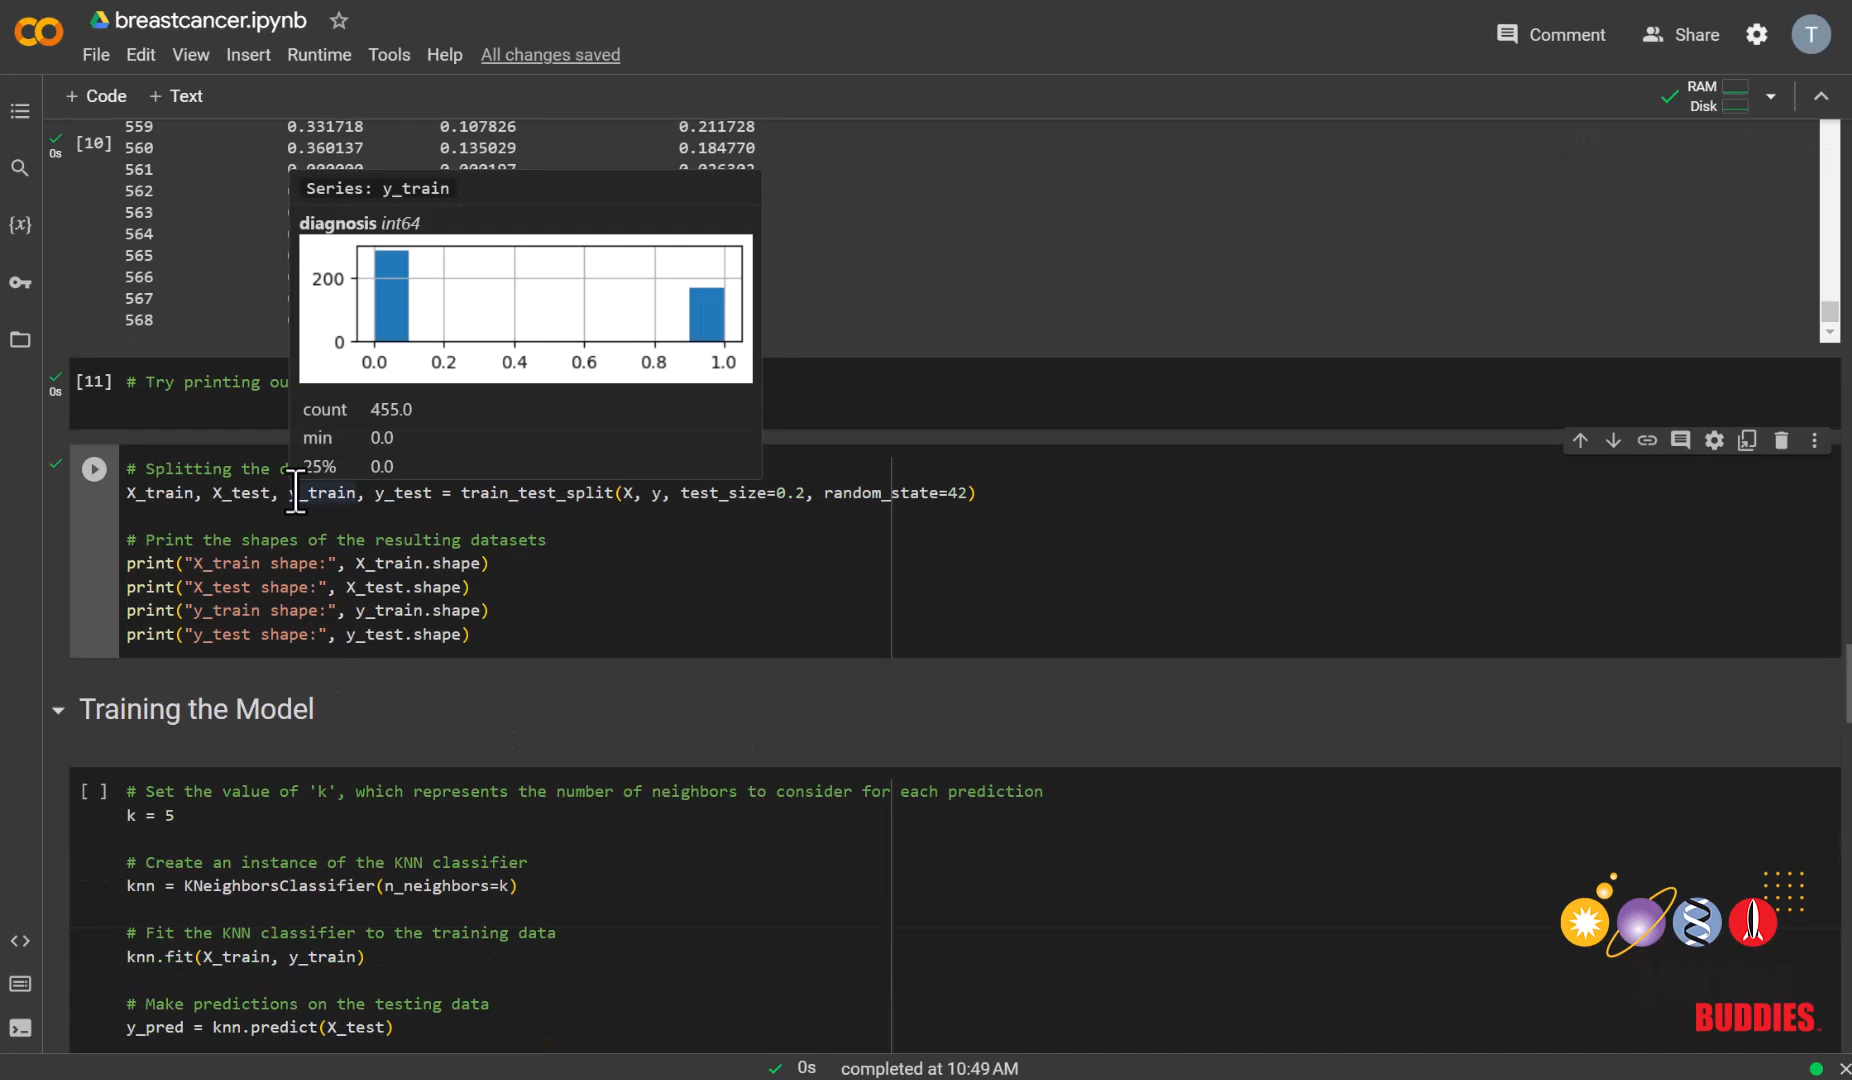 breastcancer.ipynb
Comment
Share
T
File Edit View Insert Runtime Tools Help All changes saved
+ Code + Text
RAM
Disk
0s
[10]
559 0.331718 0.107826 0.211728
560 0.360137 0.135029 0.184770
561
562
563
564
565
566
567
568
Series: y_train
diagnosis int64
200
0
0.0 0.2 0.4 0.6 0.8 1.0
count 455.0
min 0.0
25% 0.0
0s
[11] # Try printing ou
# Splitting the d
X_train, X_test, y_train, y_test = train_test_split(X, y, test_size=0.2, random_state=42)
# Print the shapes of the resulting datasets
print("X_train shape:", X_train.shape)
print("X_test shape:", X_test.shape)
print("y_train shape:", y_train.shape)
print("y_test shape:", y_test.shape)
Training the Model
[ ] # Set the value of 'k', which represents the number of neighbors to consider for each prediction
k = 5
# Create an instance of the KNN classifier
knn = KNeighborsClassifier(n_neighbors=k)
# Fit the KNN classifier to the training data
knn.fit(X_train, y_train)
# Make predictions on the testing data
y_pred = knn.predict(X_test)
BUDDIES
0s completed at 10:49 AM